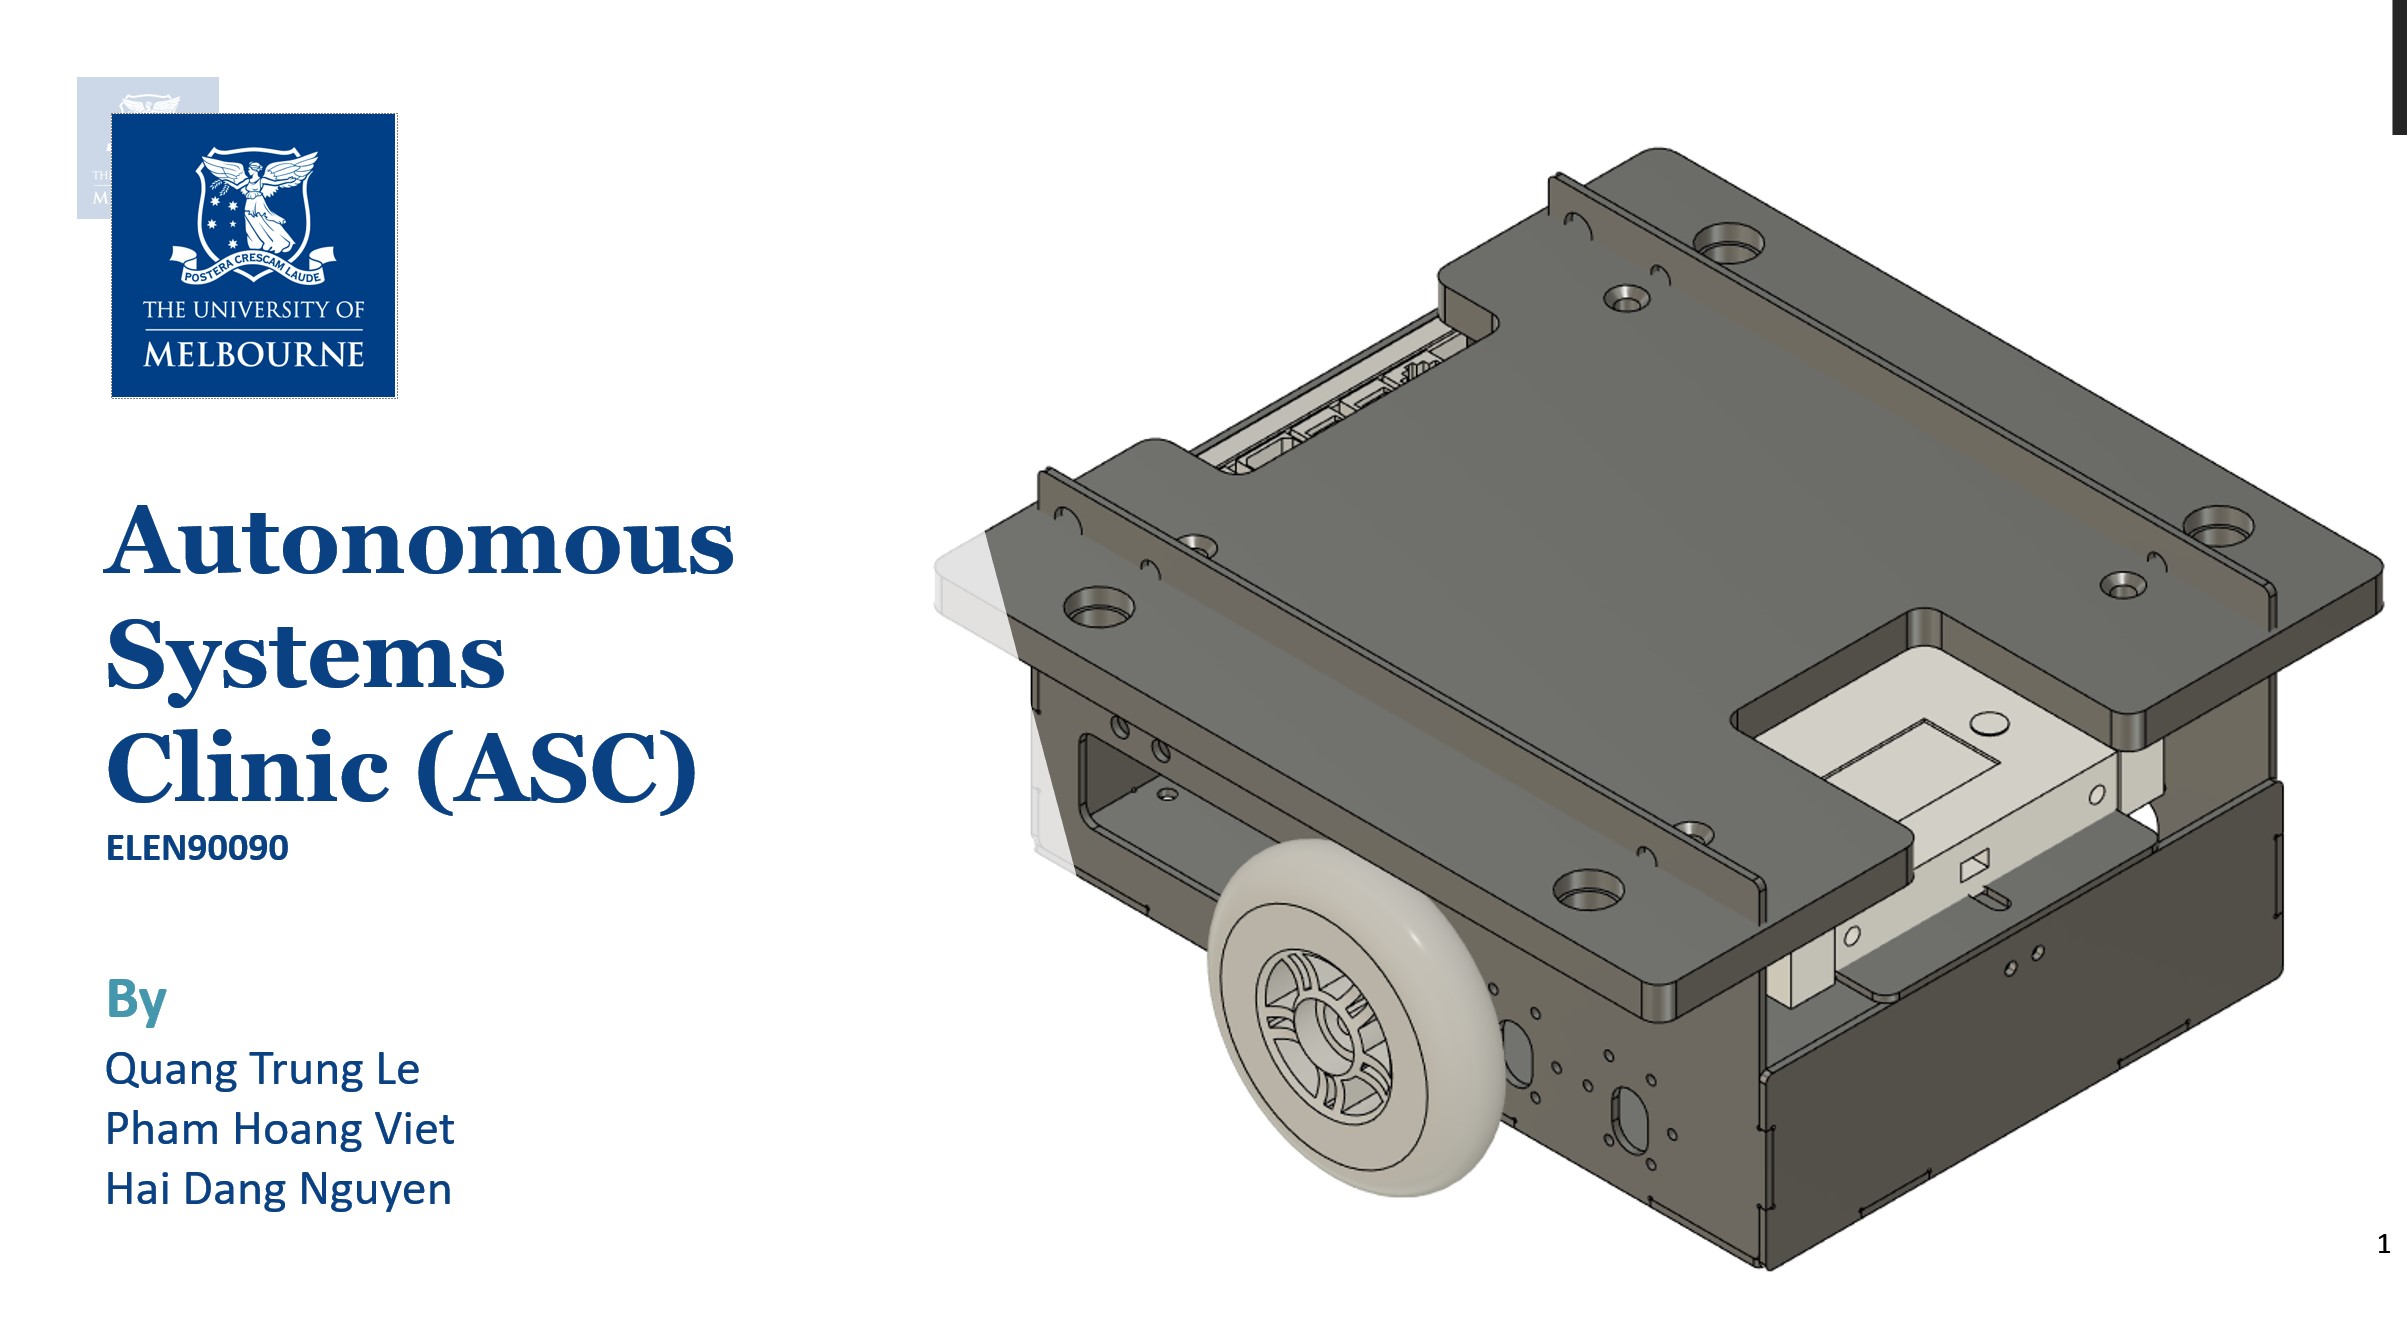 POSTERA CRESCAM LAUDE
THE UNIVERSITY OF
MELBOURNE
TH
M
Autonomous
Systems
Clinic (ASC)
ELEN90090
By
Quang Trung Le
Pham Hoang Viet
Hai Dang Nguyen
1